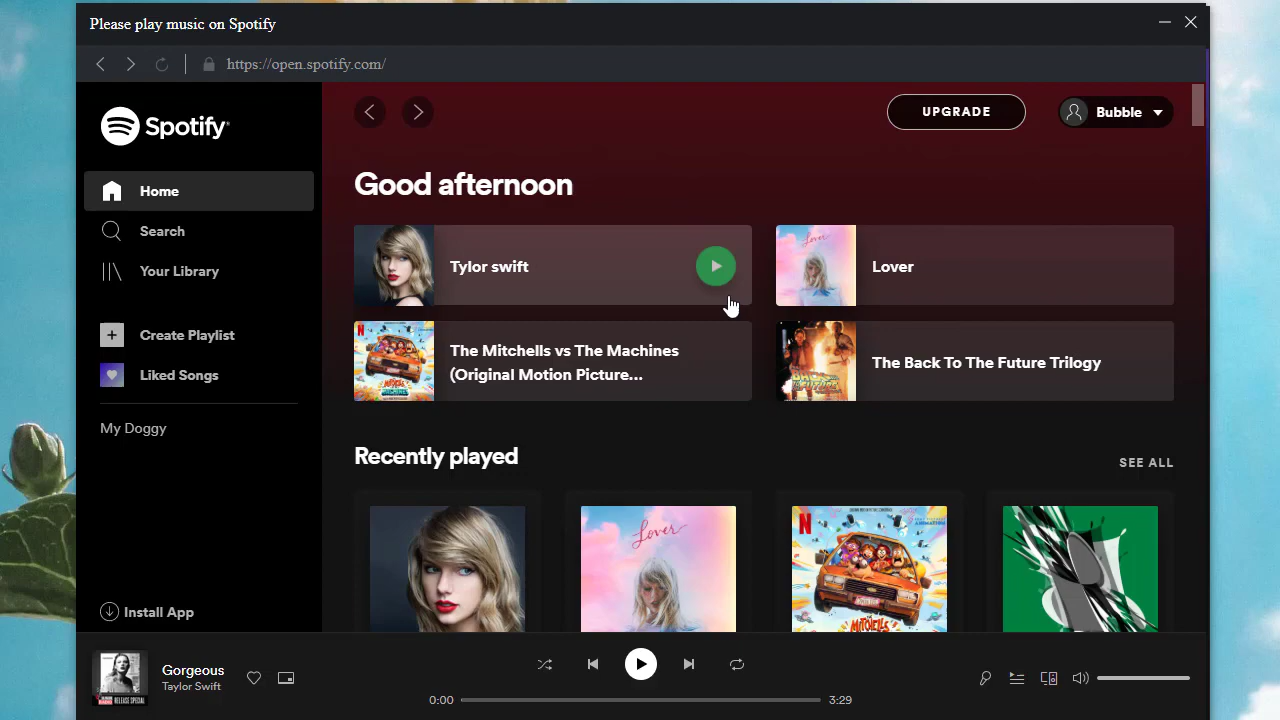 Please play music on Spotify
https://open.spotify.com/
Spotify
UPGRADE
Bubble
Home
Search
Your Library
Create Playlist
Liked Songs
My Doggy
Install App
Good afternoon
Tylor swift
Lover
The Mitchells vs The Machines
(Original Motion Picture...
The Back To The Future Trilogy
Recently played
SEE ALL
Lover
Gorgeous
Taylor Swift
0:00
3:29